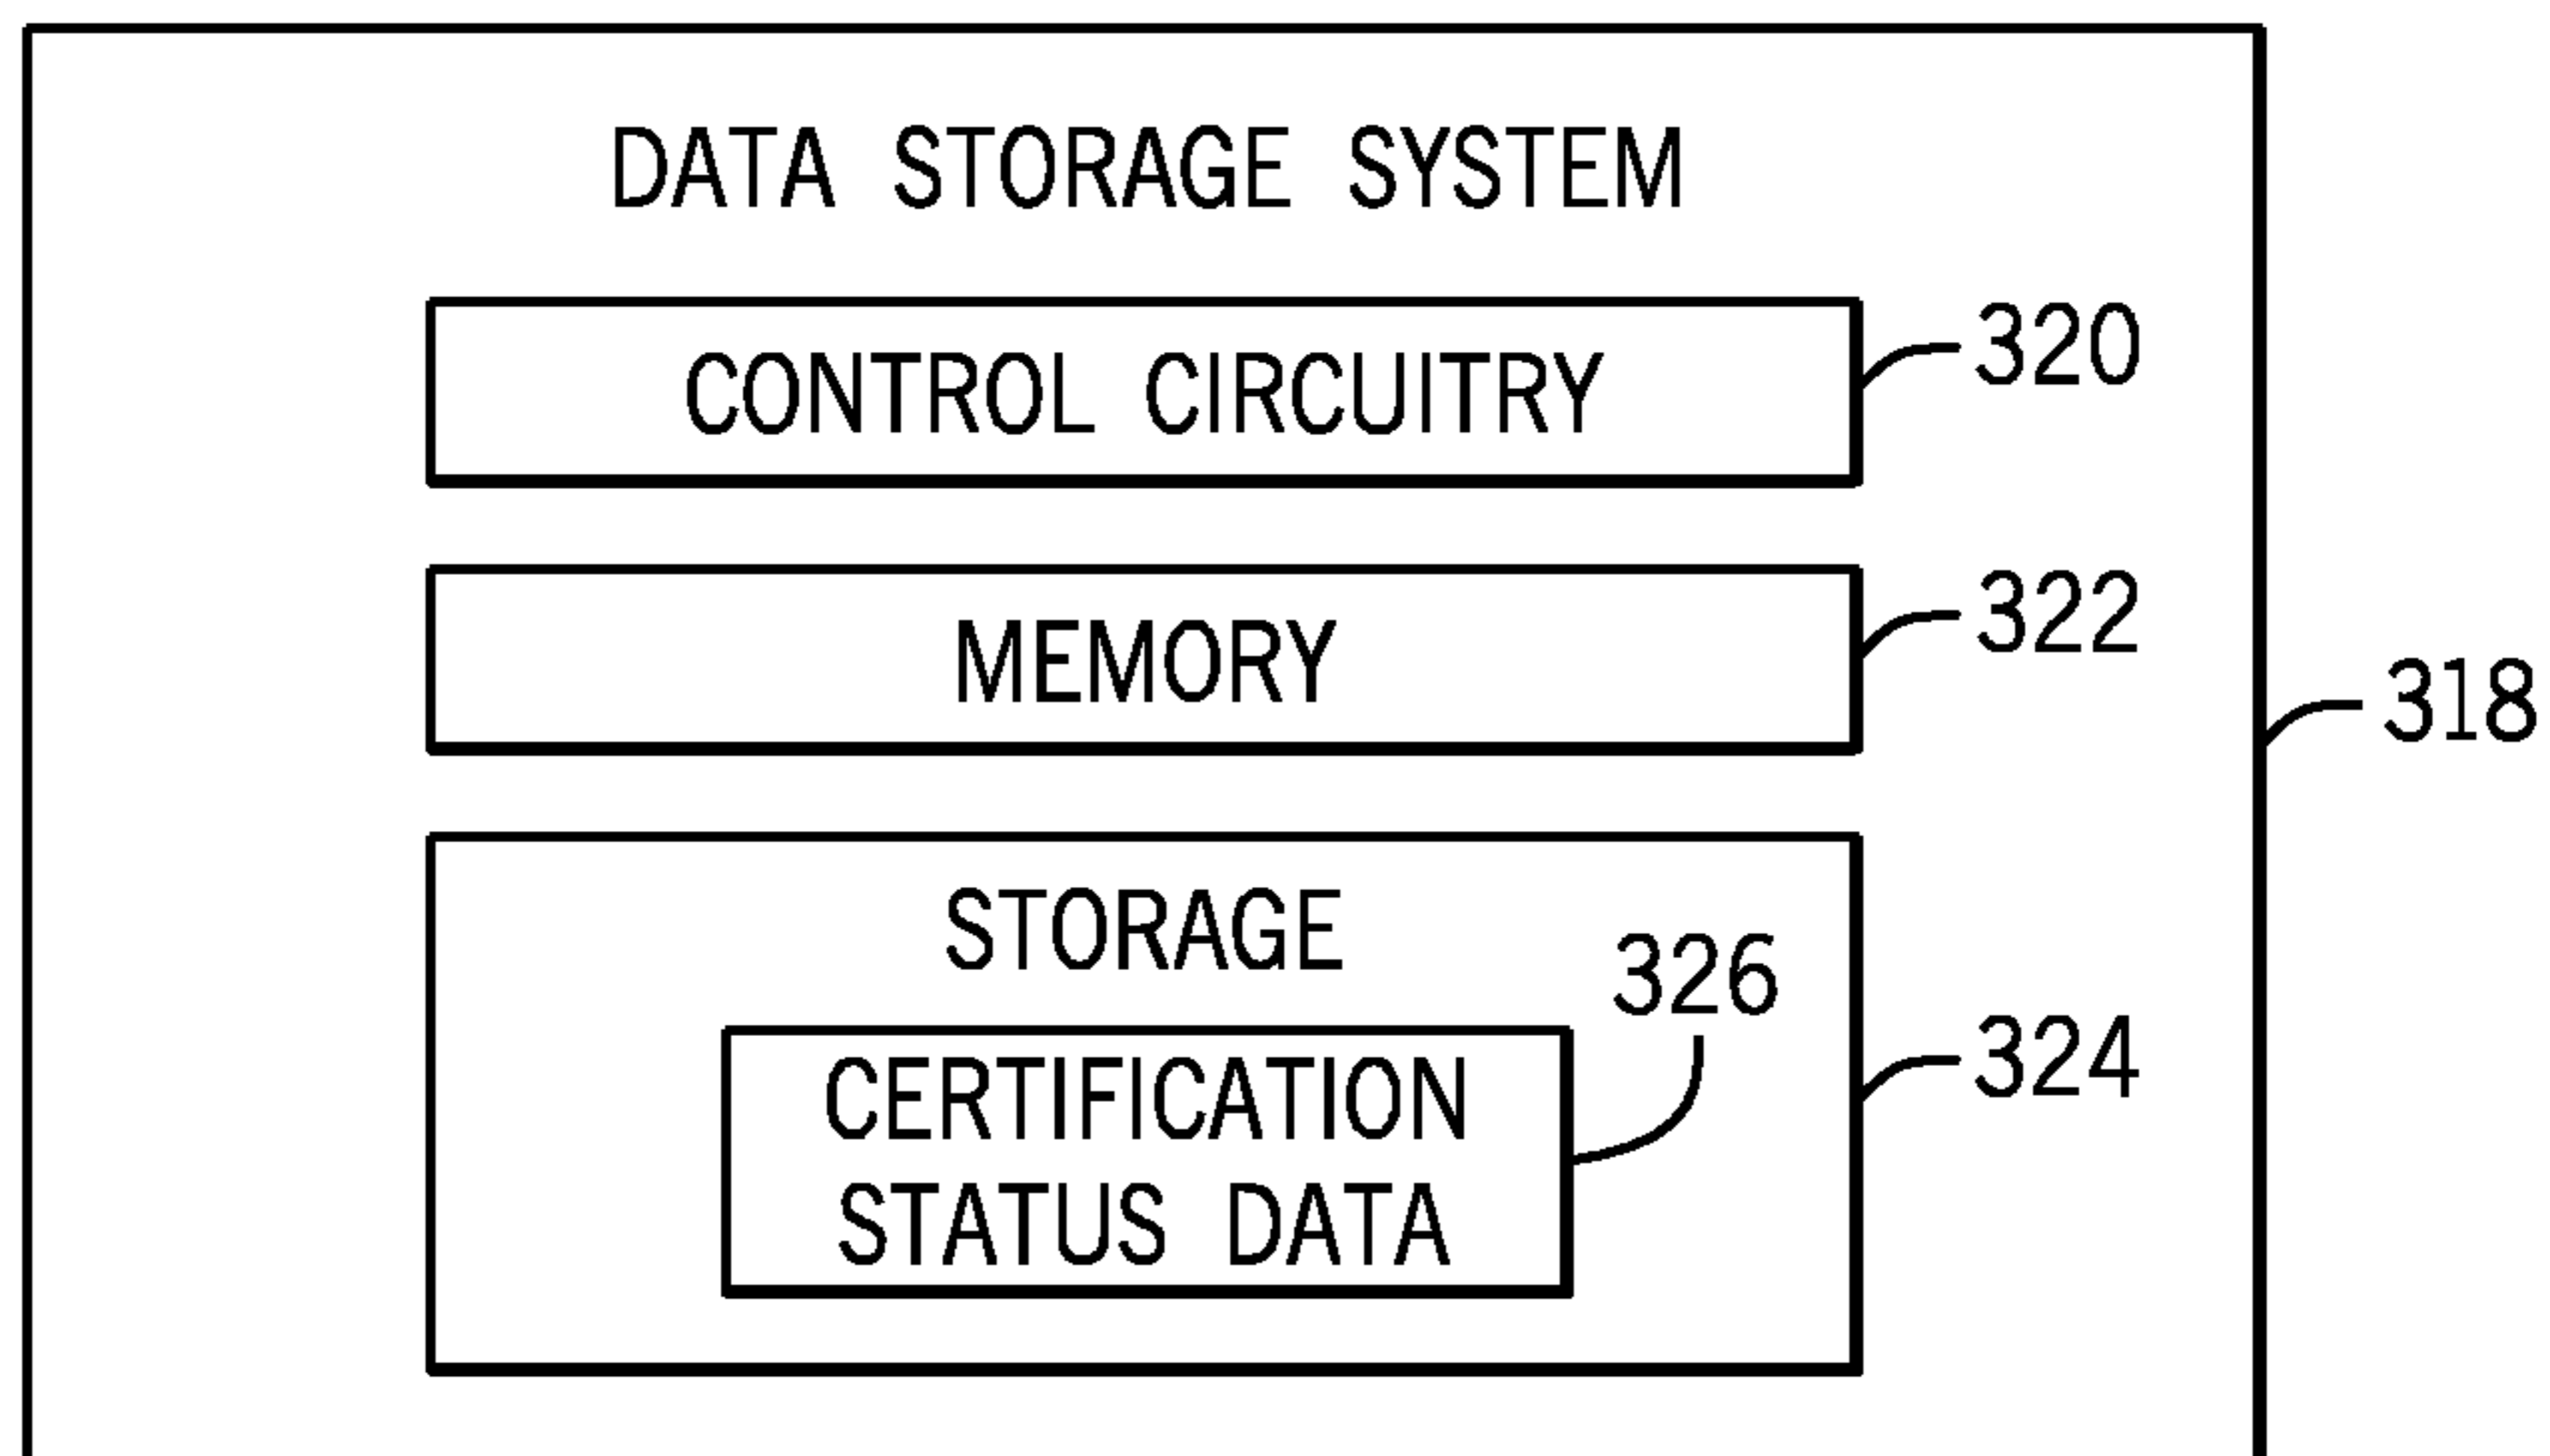 DATA STORAGE SYSTEM
CONTROL CIRCUITRY
320
MEMORY
322
318
STORAGE
326
CERTIFICATION
STATUS DATA
324